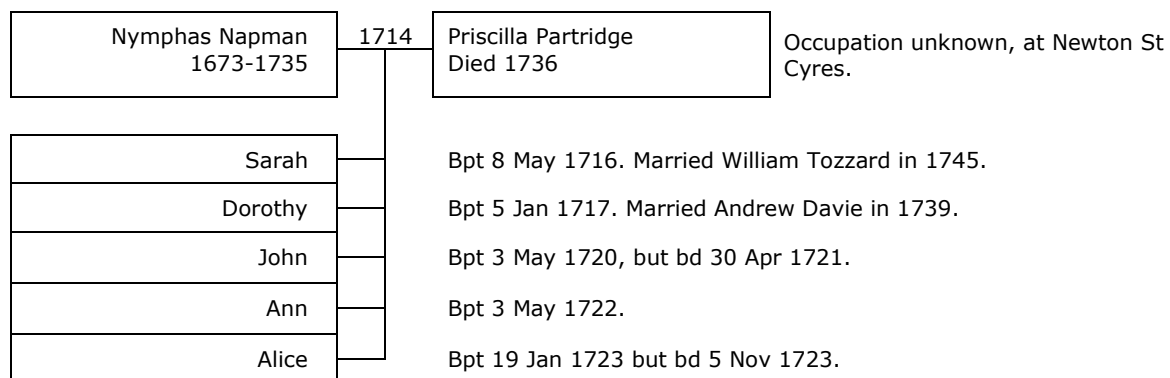 Nymphas Napman
1673-1735
1714
Priscilla Partridge
Died 1736
Occupation unknown, at Newton St
Cyres.
Sarah
Bpt 8 May 1716. Married William Tozzard in 1745.
Dorothy
Bpt 5 Jan 1717. Married Andrew Davie in 1739.
John
Bpt 3 May 1720, but bd 30 Apr 1721.
Ann
Bpt 3 May 1722.
Alice
Bpt 19 Jan 1723 but bd 5 Nov 1723.